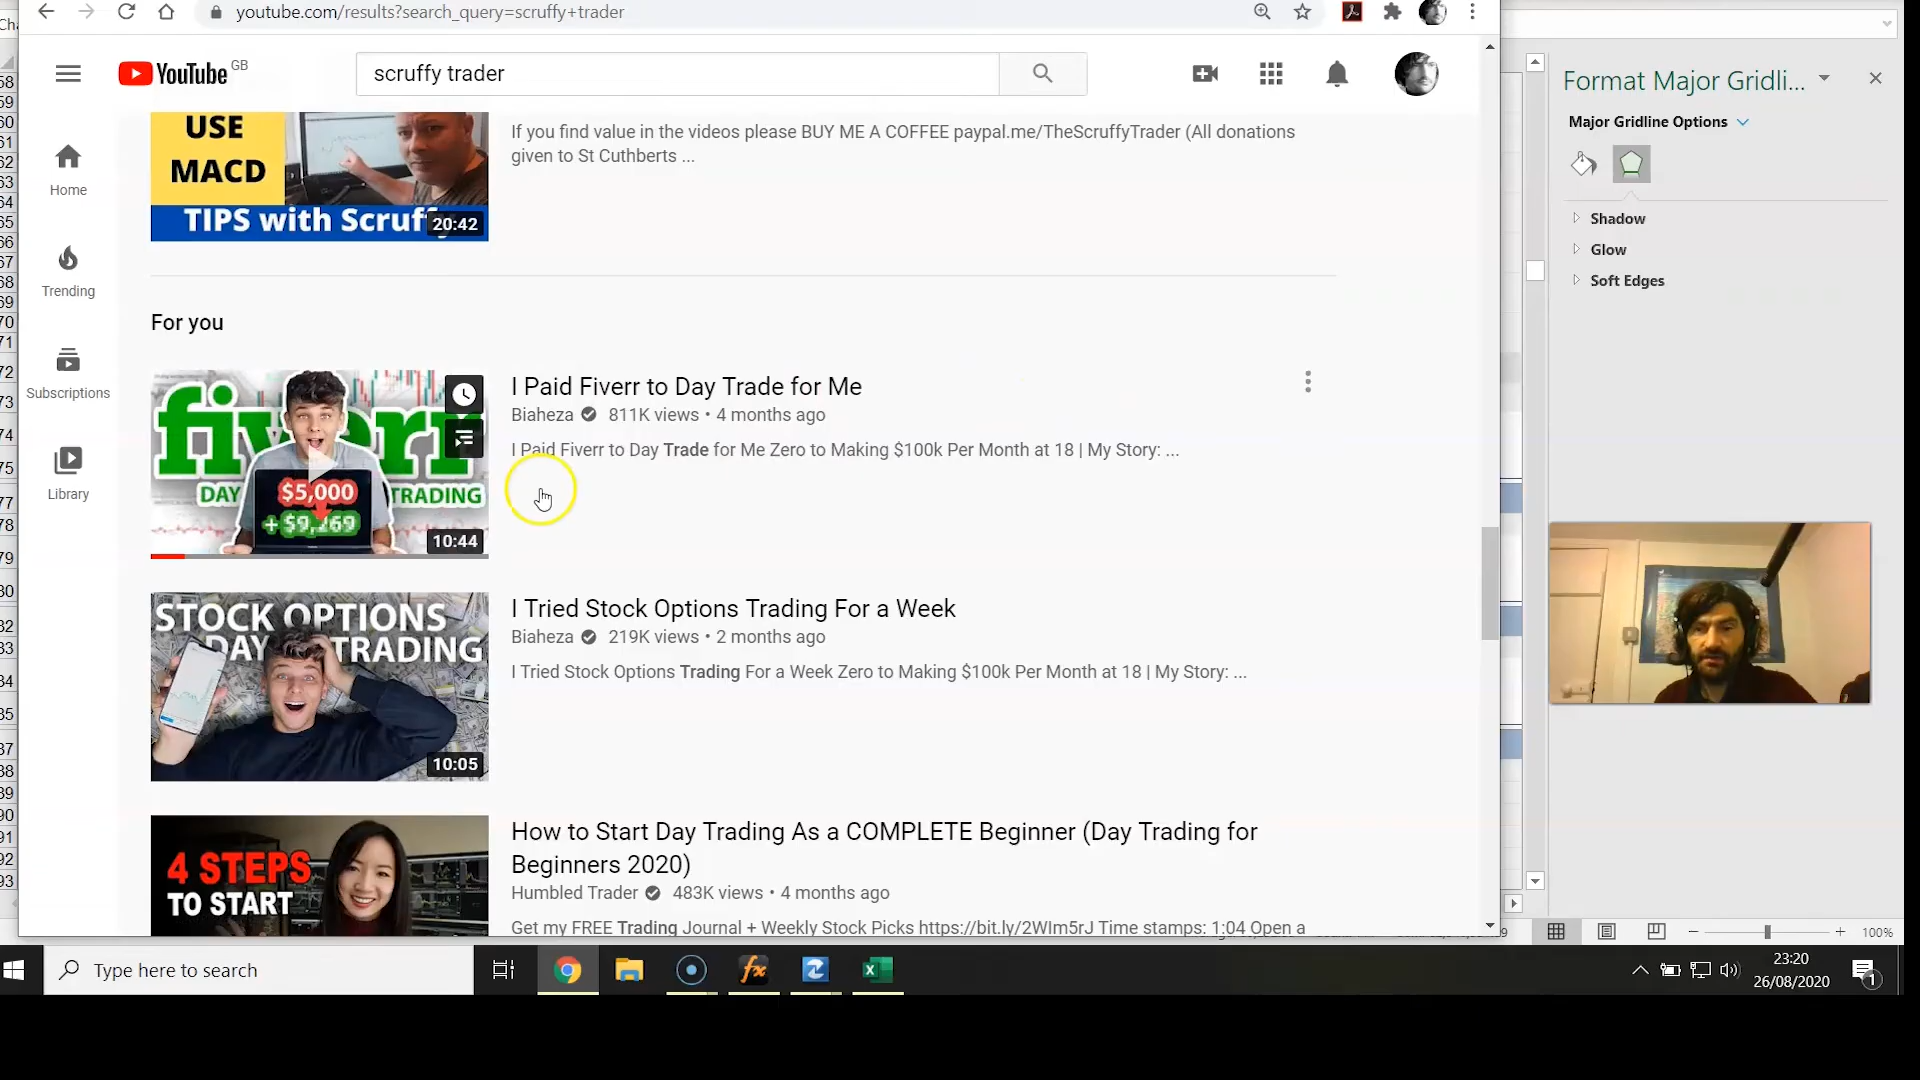 youtube.com/results?search_query=scruffy+trader
YouTube GB
scruffy trader
Format Major Gridli...
Major Gridline Options
Shadow
Glow
Soft Edges
Home
Trending
Subscriptions
Library
USE
MACD
TIPS with Scruffy
20:42
If you find value in the videos please BUY ME A COFFEE paypal.me/TheScruffyTrader (All donations
given to St Cuthberts ...
For you
fiverr
DAY TRADING
$5,000
+ $9,269
10:44
I Paid Fiverr to Day Trade for Me
Biaheza 811K views • 4 months ago
I Paid Fiverr to Day Trade for Me Zero to Making $100k Per Month at 18 | My Story: ...
STOCK OPTIONS
DAY TRADING
10:05
I Tried Stock Options Trading For a Week
Biaheza 219K views • 2 months ago
I Tried Stock Options Trading For a Week Zero to Making $100k Per Month at 18 | My Story: ...
4 STEPS
TO START
How to Start Day Trading As a COMPLETE Beginner (Day Trading for
Beginners 2020)
Humbled Trader 483K views • 4 months ago
Get my FREE Trading Journal + Weekly Stock Picks https://bit.ly/2WIm5rJ Time stamps: 1:04 Open a
100%
Type here to search
23:20
26/08/2020
1